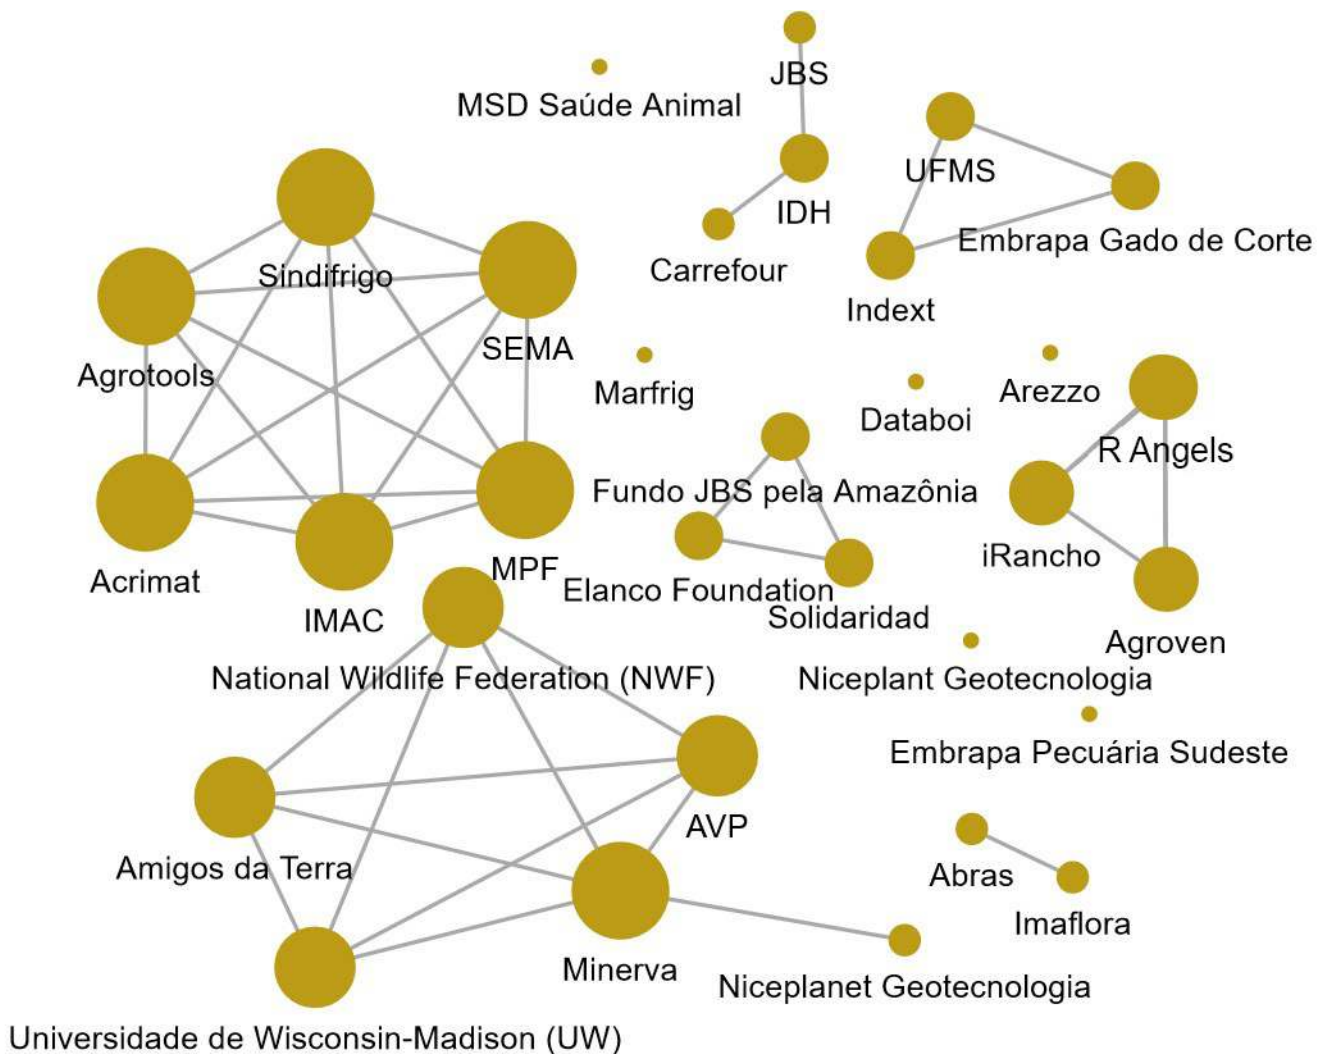 JBS
MSD Saúde Animal
UFMS
IDH
Embrapa Gado de Corte
Carrefour
Sindifrigo
Indext
SEMA
Agrotools
Marfrig
Arezzo
Databoi
R Angels
Fundo JBS pela Amazônia
iRancho
MPF
Acrimat
Elanco Foundation
Solidaridad
IMAC
Agroven
National Wildlife Federation (NWF)
Niceplant Geotecnologia
Embrapa Pecuária Sudeste
AVP
Amigos da Terra
Abras
Imaflora
Minerva
Niceplanet Geotecnologia
Universidade de Wisconsin-Madison (UW)